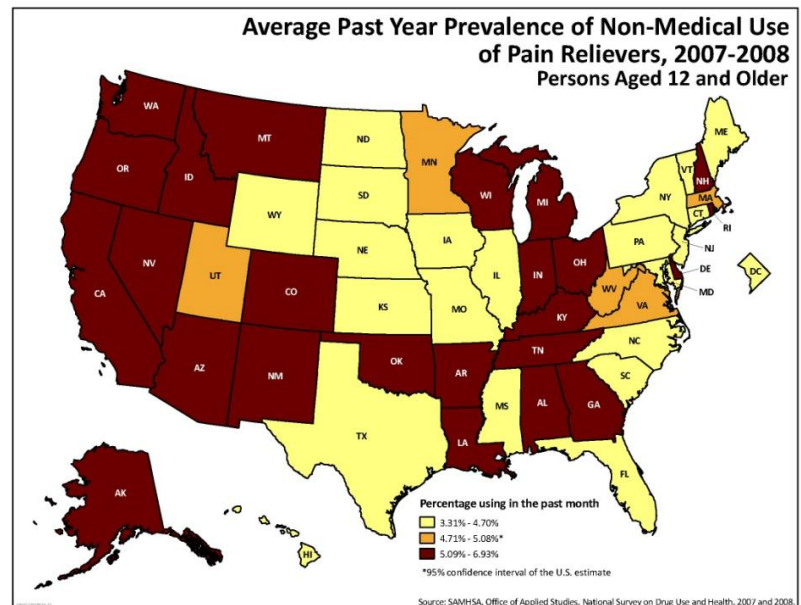 Average Past Year Prevalence of Non-Medical Use
of Pain Relievers, 2007-2008
Persons Aged 12 and Older
WA
MT
ND
MN
ME
OR
ID
SD
WI
MI
VT
NH
NY
MA
CT
RI
WY
IA
PA
NJ
NV
NE
IL
IN
OH
DE
DC
UT
CO
MD
CA
KS
MO
WV
VA
KY
NC
AZ
NM
OK
AR
TN
SC
MS
AL
GA
TX
LA
FL
AK
HI
Percentage using in the past month
3.31% - 4.70%
4.71% - 5.08%*
5.09% - 6.93%
*95% confidence interval of the U.S. estimate
Source: SAMHSA, Office of Applied Studies, National Survey on Drug Use and Health, 2007 and 2008.